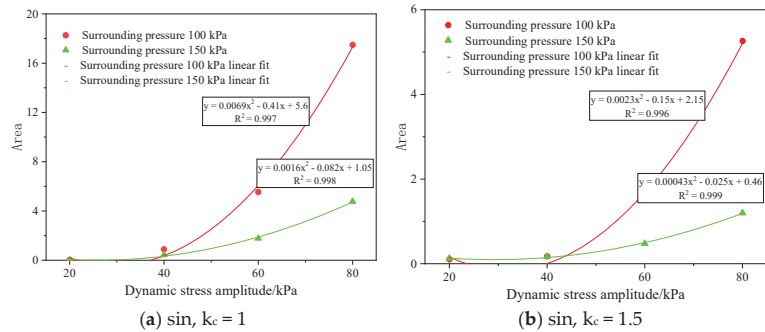 20
16
12
8
4
0
Area
Surrounding pressure 100 kPa
Surrounding pressure 150 kPa
Surrounding pressure 100 kPa linear fit
Surrounding pressure 150 kPa linear fit
y = 0.0069x² - 0.41x + 5.6
R² = 0.997
y = 0.0016x² - 0.082x + 1.05
R² = 0.998
20 40 60 80
Dynamic stress amplitude/kPa
(a) sin, kc = 1
6
4
2
0
Area
Surrounding pressure 100 kPa
Surrounding pressure 150 kPa
Surrounding pressure 100 kPa linear fit
Surrounding pressure 150 kPa linear fit
y = 0.0023x² - 0.15x + 2.15
R² = 0.996
y = 0.00043x² - 0.025x + 0.46
R² = 0.999
20 40 60 80
Dynamic stress amplitude/kPa
(b) sin, kc = 1.5